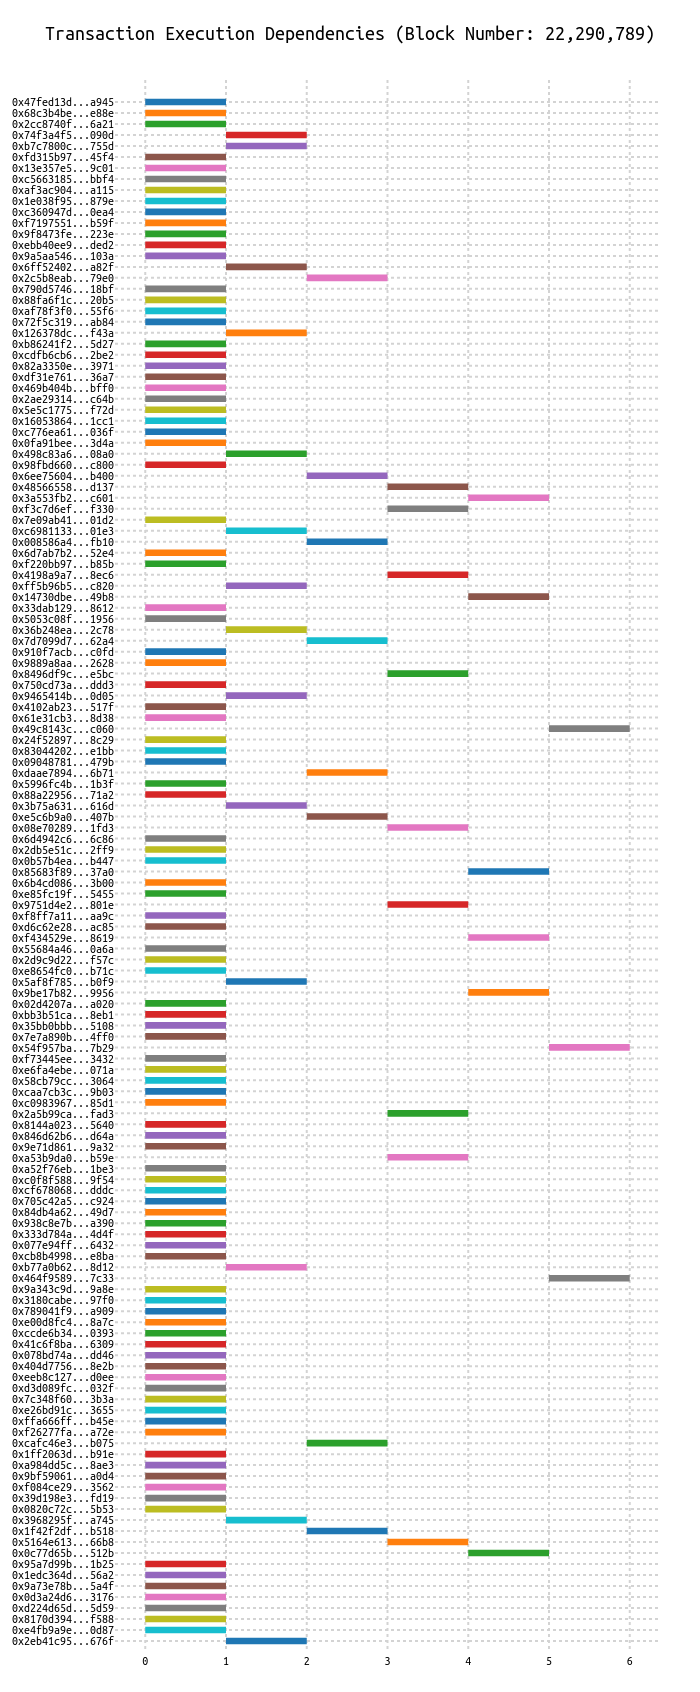 Transaction Execution Dependencies (Block Number: 22,290,789)
0x47fed13d...a945
0x68c3b4be...e88e
0x2cc8740f...6a21
0x74f3a4f5...090d
0xb7c7800c...755d
0xfd315b97...45f4
0x13e357e5...9c01
0xc5663185...bbf4
0xaf3ac904...a115
0x1e038f95...879e
0xc360947d...0ea4
0xf7197551...b59f
0x9f8473fe...223e
0xebb40ee9...ded2
0x9a5aa546...103a
0x6ff52402...a82f
0x2c5b8eab...79e0
0x790d5746...18bf
0x88fa6f1c...20b5
0xaf78f3f0...55f6
0x72f5c319...ab84
0x126378dc...f43a
0xb86241f2...5d27
0xcdfb6cb6...2be2
0x82a3350e...3971
0xdf31e761...36a7
0x469b404b...bff0
0x2ae29314...c64b
0x5e5c1775...f72d
0x16053864...1cc1
0xc776ea61...036f
0x0fa91bee...3d4a
0x498c83a6...08a0
0x98fbd660...c800
0x6ee75604...b400
0x48566558...d137
0x3a553fb2...c601
0xf3c7d6ef...f330
0x7e09ab41...01d2
0xc6981133...01e3
0x008586a4...fb10
0x6d7ab7b2...52e4
0xf220bb97...b85b
0x4198a9a7...8ec6
0xff5b96b5...c820
0x14730dbe...49b8
0x33dab129...8612
0x5053c08f...1956
0x36b248ea...2c78
0x7d7099d7...62a4
0x910f7acb...c0fd
0x9889a8aa...2628
0x8496df9c...e5bc
0x750cd73a...ddd3
0x9465414b...0d05
0x4102ab23...517f
0x61e31cb3...8d38
0x49c8143c...c060
0x24f52897...8c29
0x83044202...e1bb
0x09048781...479b
0xdaae7894...6b71
0x5996fc4b...1b3f
0x88a22956...71a2
0x3b75a631...616d
0xe5c6b9a0...407b
0x08e70289...1fd3
0x6d4942c6...6c86
0x2db5e51c...2ff9
0x0b57b4ea...b447
0x85683f89...37a0
0x6b4cd086...3b00
0xe85fc19f...5455
0x9751d4e2...801e
0xf8ff7a11...aa9c
0xd6c62e28...ac85
0xf434529e...8619
0x55684a46...0a6a
0x2d9c9d22...f57c
0xe8654fc0...b71c
0x5af8f785...b0f9
0x9be17b82...9956
0x02d4207a...a020
0xbb3b51ca...8eb1
0x35bb0bbb...5108
0x7e7a890b...4ff0
0x54f957ba...7b29
0xf73445ee...3432
0xe6fa4ebe...071a
0x58cb79cc...3064
0xcaa7cb3c...9b03
0xc0983967...85d1
0x2a5b99ca...fad3
0x8144a023...5640
0x846d62b6...d64a
0x9e71d861...9a32
0xa53b9da0...b59e
0xa52f76eb...1be3
0xc0f8f588...9f54
0xcf678068...dddc
0x705c42a5...c924
0x84db4a62...49d7
0x938c8e7b...a390
0x333d784a...4d4f
0x077e94ff...6432
0xcb8b4998...e8ba
0xb77a0b62...8d12
0x464f9589...7c33
0x9a343c9d...9a8e
0x3180cabe...97f0
0x789041f9...a909
0xe00d8fc4...8a7c
0xccde6b34...0393
0x41c6f8ba...6309
0x078bd74a...dd46
0x404d7756...8e2b
0xeeb8c127...d0ee
0xd3d089fc...032f
0x7c348f60...3b3a
0xe26bd91c...3655
0xffa666ff...b45e
0xf26277fa...a72e
0xcafc46e3...b075
0x1ff2063d...b91e
0xa984dd5c...8ae3
0x9bf59061...a0d4
0xf084ce29...3562
0x39d198e3...fd19
0x0820c72c...5b53
0x3968295f...a745
0x1f42f2df...b518
0x5164e613...66b8
0x0c77d65b...512b
0x95a7d99b...1b25
0x1edc364d...56a2
0x9a73e78b...5a4f
0x0d3a24d6...3176
0xd224d65d...5d59
0x8170d394...f588
0xe4fb9a9e...0d87
0x2eb41c95...676f
0 1 2 3 4 5 6